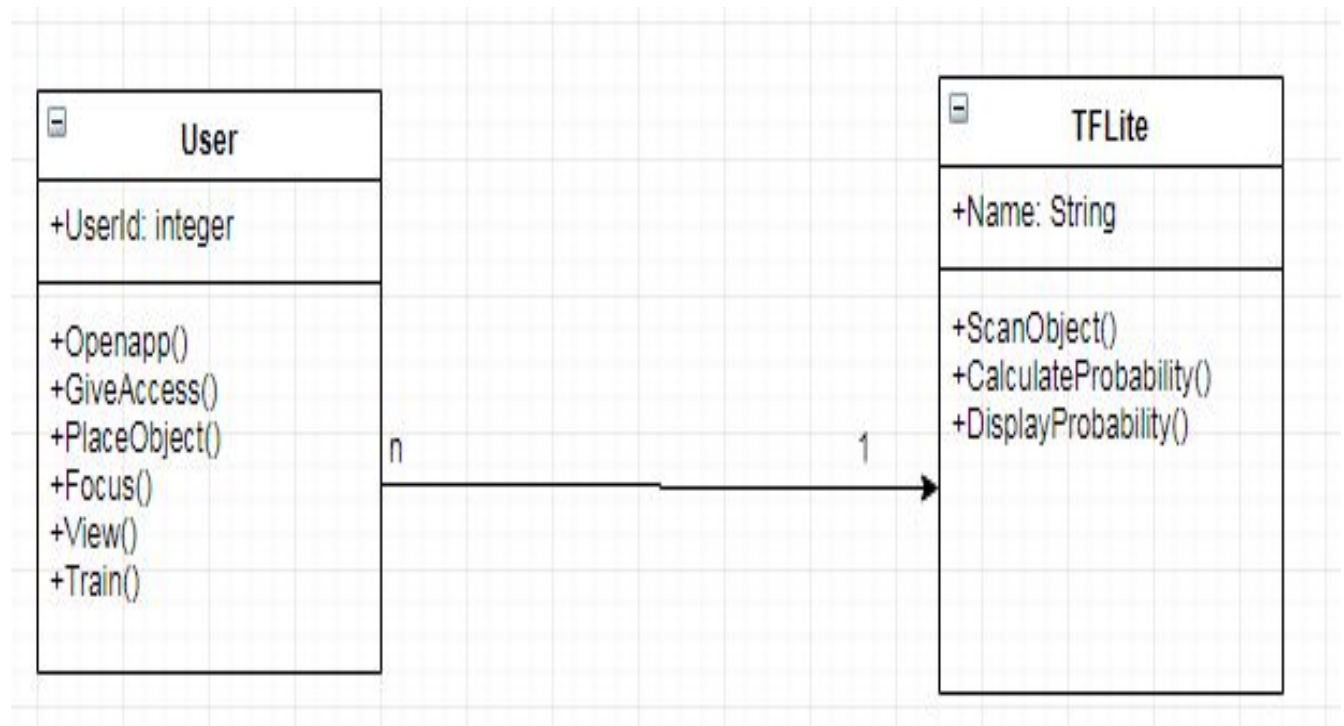 User
+UserId: integer
+Openapp()
+GiveAccess()
+PlaceObject()
+Focus()
+View()
+Train()
n
1
TFLite
+Name: String
+ScanObject()
+CalculateProbability()
+DisplayProbability()